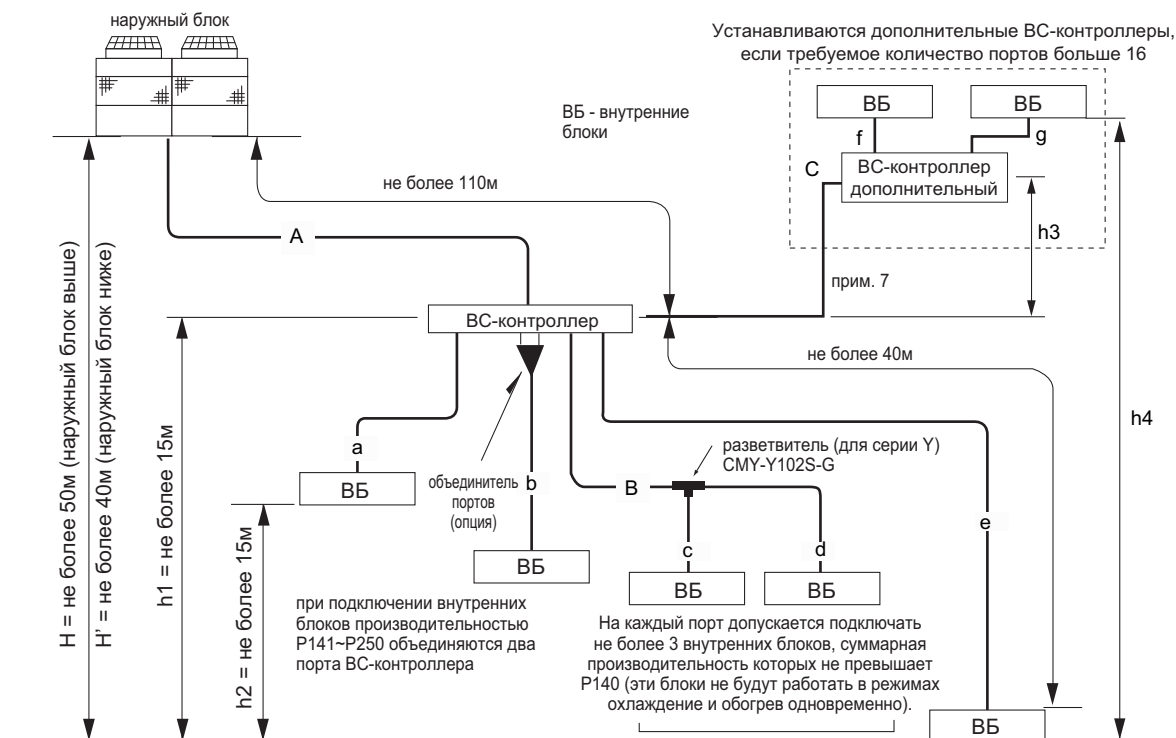 наружный блок
Устанавливаются дополнительные ВС-контроллеры,
если требуемое количество портов больше 16
ВБ - внутренние
блоки
ВБ
ВБ
f
g
C
ВС-контроллер
дополнительный
не более 110м
h3
A
прим. 7
ВС-контроллер
не более 40м
H = не более 50м (наружный блок выше)
H' = не более 40м (наружный блок ниже)
h1 = не более 15м
h2 = не более 15м
h4
a
ВБ
объединитель
портов
(опция)
b
B
разветвитель (для серии Y)
CMY-Y102S-G
e
c
d
ВБ
ВБ
ВБ
при подключении внутренних
блоков производительностью
P141~P250 объединяются два
порта ВС-контроллера
На каждый порт допускается подключать
не более 3 внутренних блоков, суммарная
производительность которых не превышает
P140 (эти блоки не будут работать в режимах
охлаждение и обогрев одновременно).
ВБ